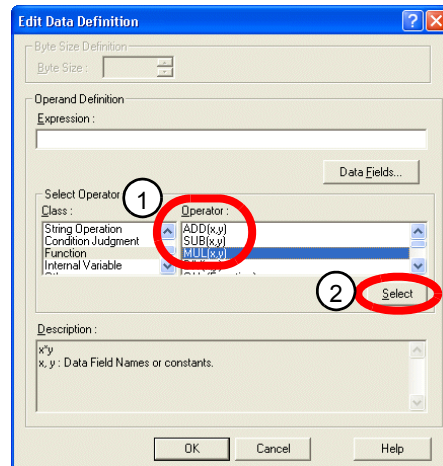 Edit Data Definition
Byte Size Definition
Byte Size :
Operand Definition
Expression :
Data Fields...
Select Operator
1
Class :
Operator :
String Operation
Condition Judgment
Function
Internal Variable
ADD(x,y)
SUB(x,y)
MUL(x,y)
2
Select
Description :
x*y
x, y : Data Field Names or constants.
OK
Cancel
Help